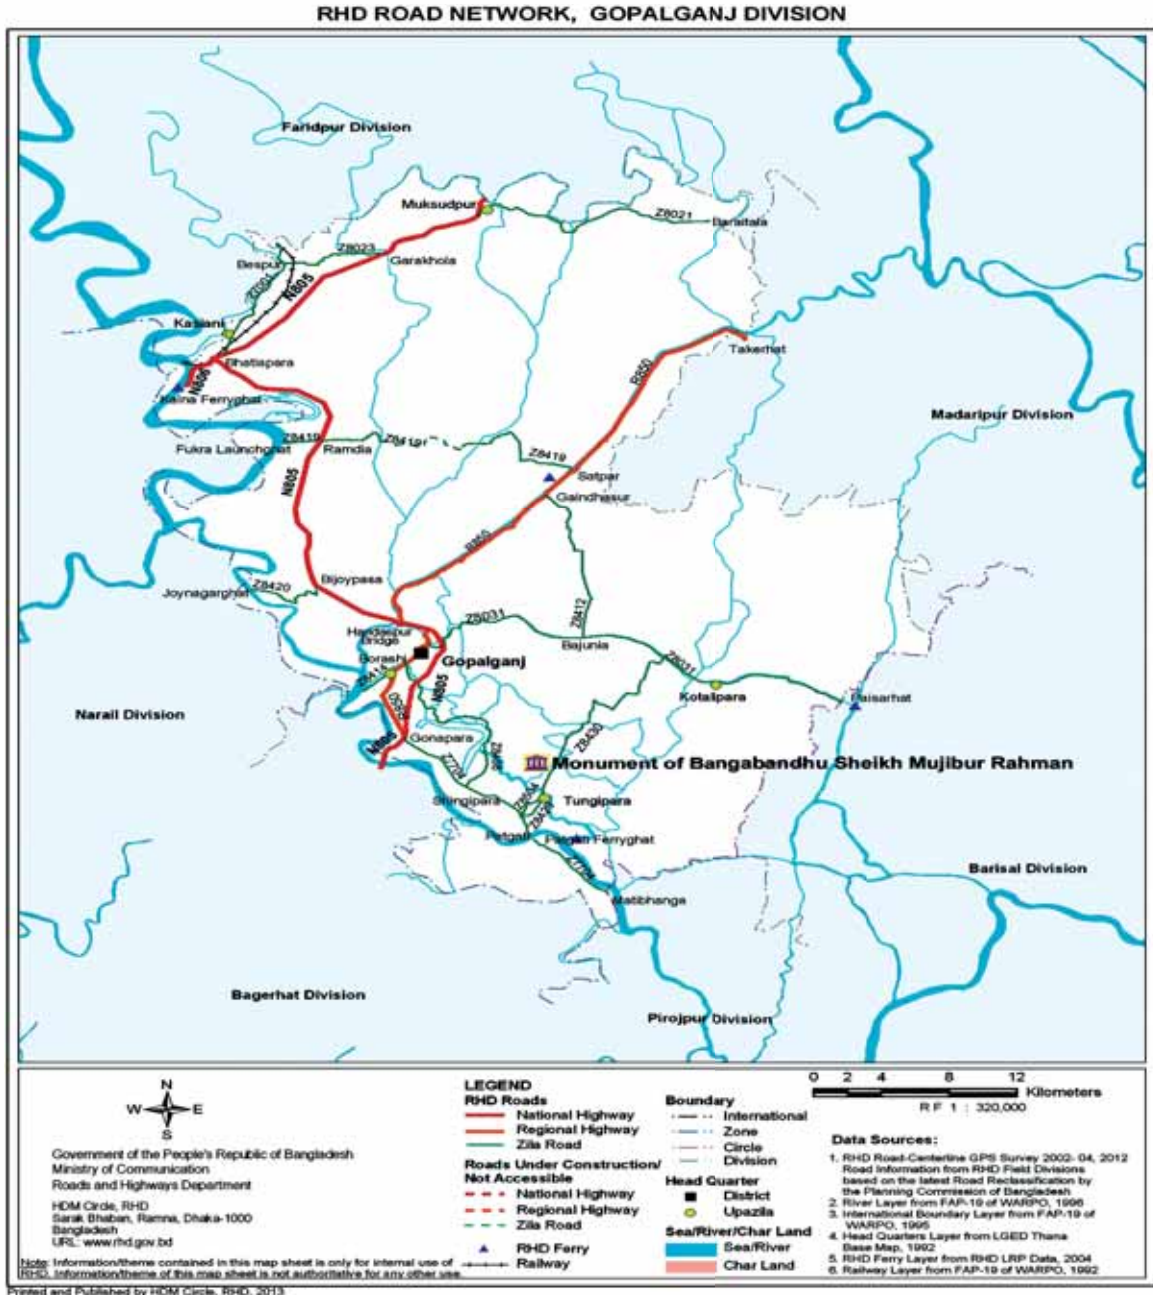 RHD ROAD NETWORK, GOPALGANJ DIVISION
Faridpur Division
Muksudpur
Z8021
Baraitala
Z8023
Bespur
Garakhola
N805
Kasiani
Bhatiapara
Takerhat
R850
N806
Kalna Ferryghat
Madaripur Division
Z8419
Fukra Launchghat
Ramdia
Z8419
Satpar
N805
Gaindhasur
R850
Bijoypasa
Z8420
Joynagarghat
Z8412
Z8031
Haridaspur
Bridge
Bajunia
Borashi
Gopalganj
Z8031
Kotalipara
N805
Paisarhat
Narail Division
R850
Gonapara
Z8430
N805
Z7704
Monument of Bangabandhu Sheikh Mujibur Rahman
Shingipara
Tungipara
Patgati
Patgati Ferryghat
Z7704
Barisal Division
Matibhanga
Bagerhat Division
Pirojpur Division
N
W E
S
Government of the People's Republic of Bangladesh
Ministry of Communication
Roads and Highways Department
HDM Circle, RHD
Sarak Bhaban, Ramna, Dhaka-1000
Bangladesh
URL: www.rhd.gov.bd
Note: Information/theme contained in this map sheet is only for internal use of
RHD. Information/theme of this map sheet is not authoritative for any other use.
LEGEND
RHD Roads
National Highway
Regional Highway
Zila Road
Roads Under Construction/
Not Accessible
National Highway
Regional Highway
Zila Road
RHD Ferry
Railway
Boundary
International
Zone
Circle
Division
Head Quarter
District
Upazila
Sea/River/Char Land
Sea/River
Char Land
0 2 4 8 12
Kilometers
R F 1 : 320,000
Data Sources:
1. RHD Road-Centerline GPS Survey 2002- 04, 2012
Road Information from RHD Field Divisions
based on the latest Road Reclassification by
the Planning Commission of Bangladesh
2. River Layer from FAP-19 of WARPO, 1996
3. International Boundary Layer from FAP-19 of
WARPO, 1995
4. Head Quarters Layer from LGED Thana
Base Map, 1992
5. RHD Ferry Layer from RHD LRP Data, 2004
6. Railway Layer from FAP-19 of WARPO, 1992
Printed and Published by HDM Circle, RHD, 2013